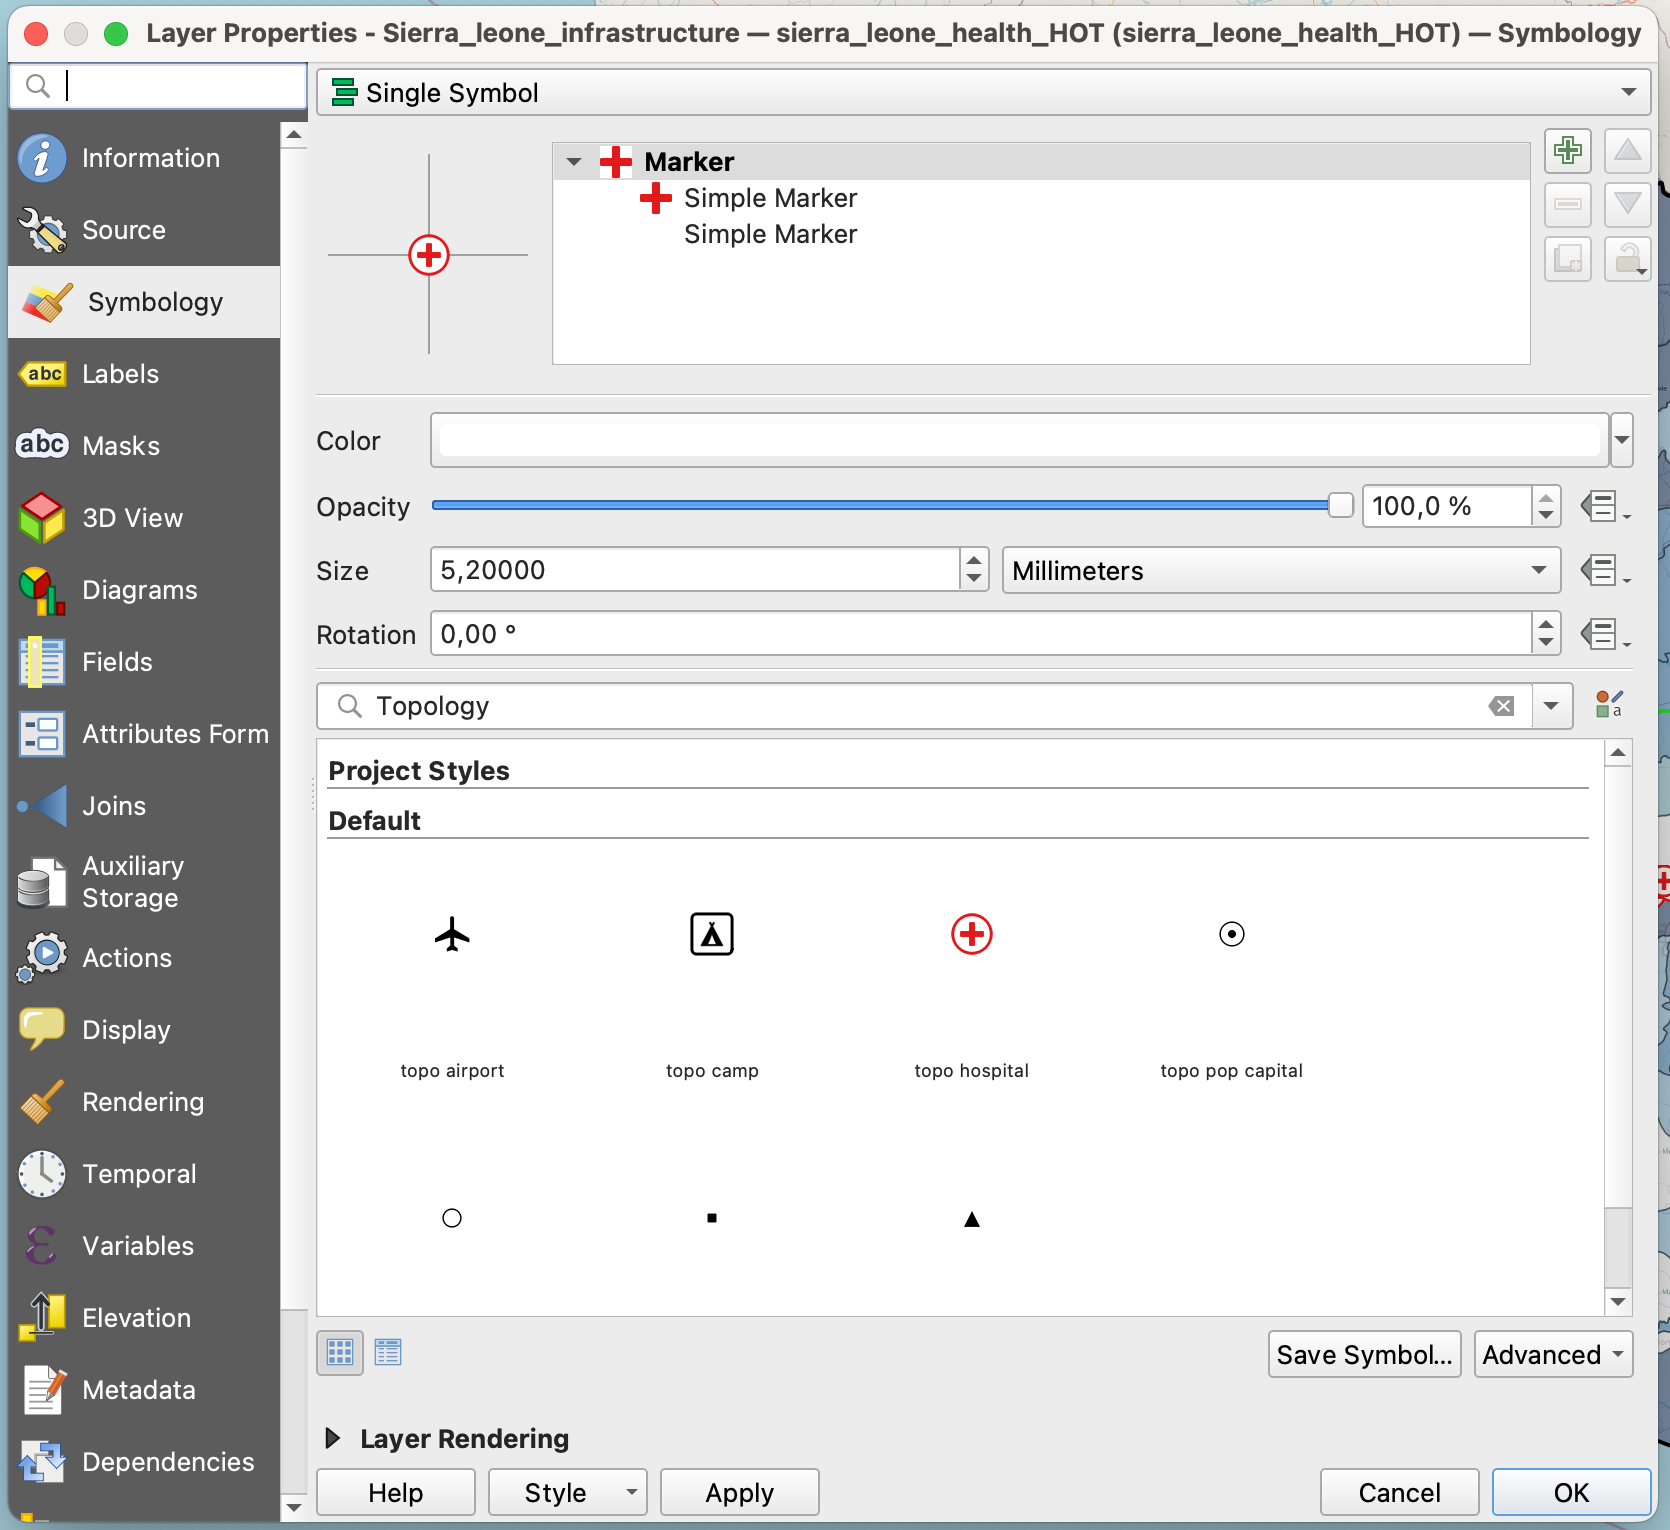 Layer Properties - Sierra_leone_infrastructure — sierra_leone_health_HOT (sierra_leone_health_HOT) — Symbology
Information
Source
Symbology
Labels
Masks
3D View
Diagrams
Fields
Attributes Form
Joins
Auxiliary
Storage
Actions
Display
Rendering
Temporal
Variables
Elevation
Metadata
Dependencies
Single Symbol
Marker
Simple Marker
Simple Marker
Color
Opacity 100,0 %
Size 5,20000 Millimeters
Rotation 0,00 °
Topology
Project Styles
Default
topo airport topo camp topo hospital topo pop capital
Save Symbol... Advanced
Layer Rendering
Help Style Apply Cancel OK
abc
abc